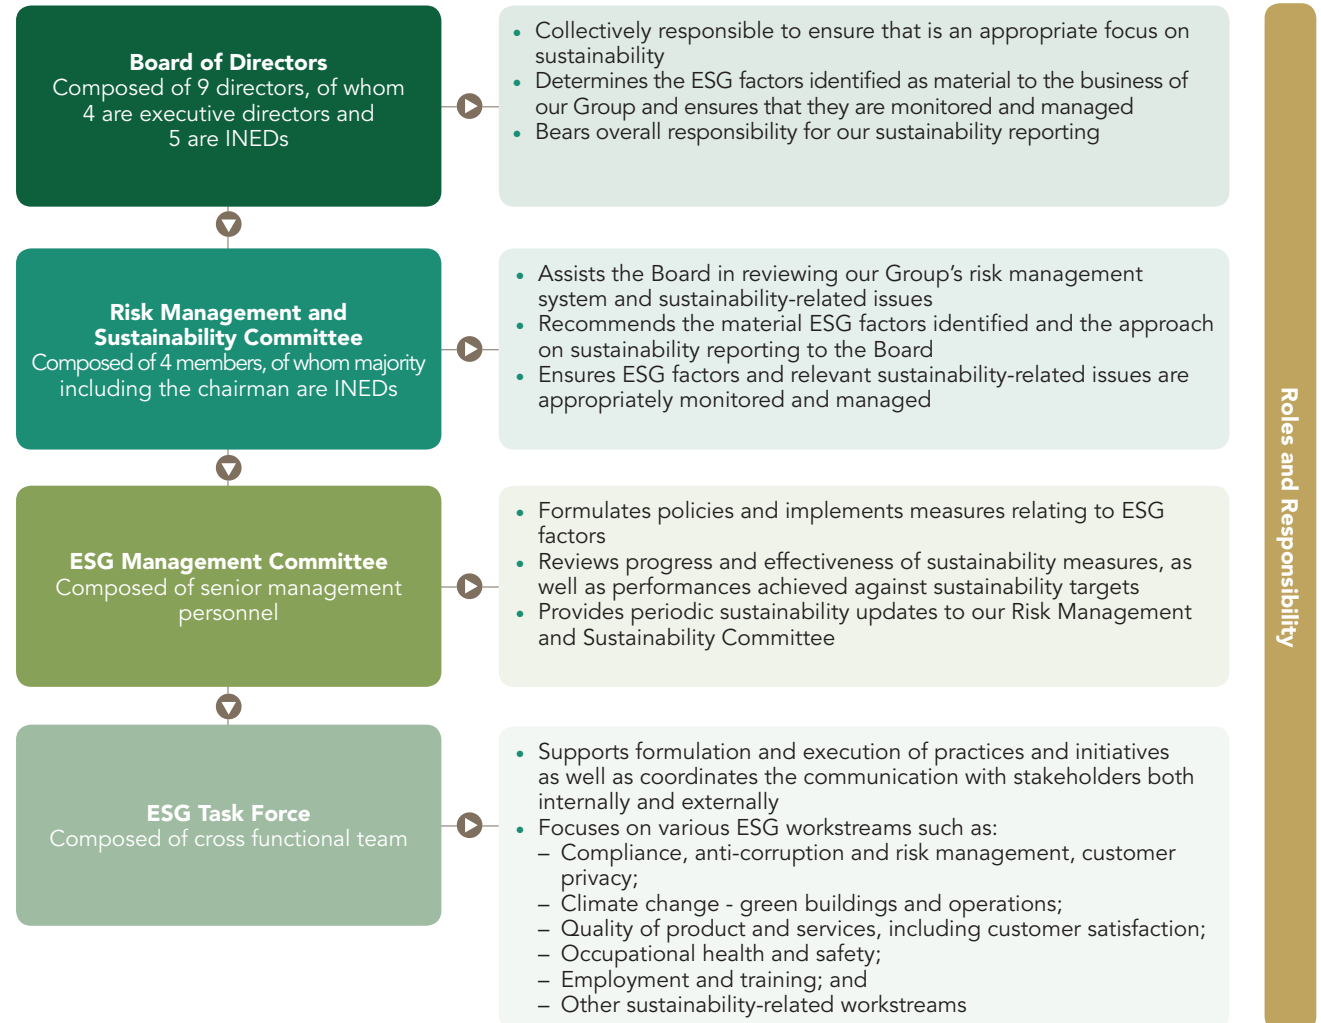 Board of Directors
Composed of 9 directors, of whom
4 are executive directors and
5 are INEDs
• Collectively responsible to ensure that is an appropriate focus on
sustainability
• Determines the ESG factors identified as material to the business of
our Group and ensures that they are monitored and managed
• Bears overall responsibility for our sustainability reporting
Risk Management and
Sustainability Committee
Composed of 4 members, of whom majority
including the chairman are INEDs
• Assists the Board in reviewing our Group's risk management
system and sustainability-related issues
• Recommends the material ESG factors identified and the approach
on sustainability reporting to the Board
• Ensures ESG factors and relevant sustainability-related issues are
appropriately monitored and managed
ESG Management Committee
Composed of senior management
personnel
• Formulates policies and implements measures relating to ESG
factors
• Reviews progress and effectiveness of sustainability measures, as
well as performances achieved against sustainability targets
• Provides periodic sustainability updates to our Risk Management
and Sustainability Committee
ESG Task Force
Composed of cross functional team
• Supports formulation and execution of practices and initiatives
as well as coordinates the communication with stakeholders both
internally and externally
• Focuses on various ESG workstreams such as:
– Compliance, anti-corruption and risk management, customer
privacy;
– Climate change - green buildings and operations;
– Quality of product and services, including customer satisfaction;
– Occupational health and safety;
– Employment and training; and
– Other sustainability-related workstreams
Roles and Responsibility